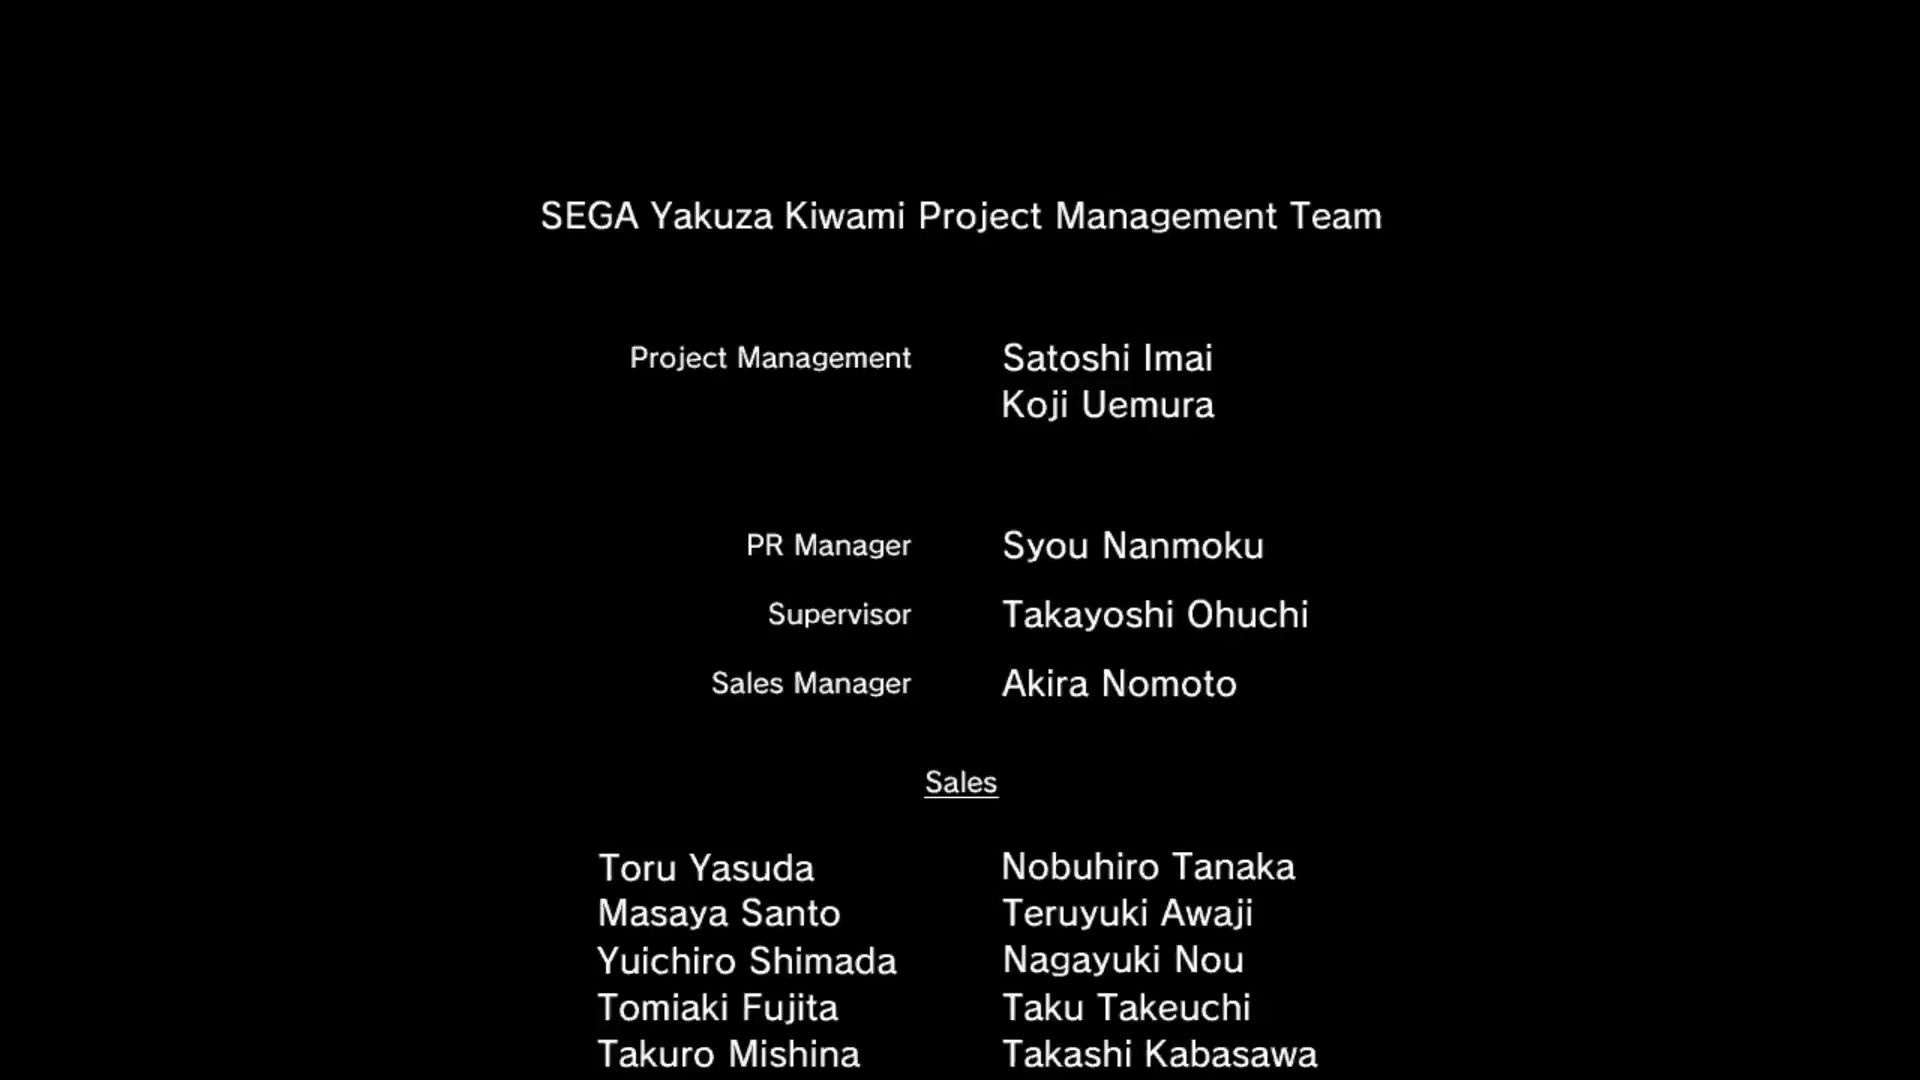 SEGA Yakuza Kiwami Project Management Team
Project Management Satoshi Imai
Koji Uemura
PR Manager Syou Nanmoku
Supervisor Takayoshi Ohuchi
Sales Manager Akira Nomoto
Sales
Toru Yasuda Nobuhiro Tanaka
Masaya Santo Teruyuki Awaji
Yuichiro Shimada Nagayuki Nou
Tomiaki Fujita Taku Takeuchi
Takuro Mishina Takashi Kabasawa